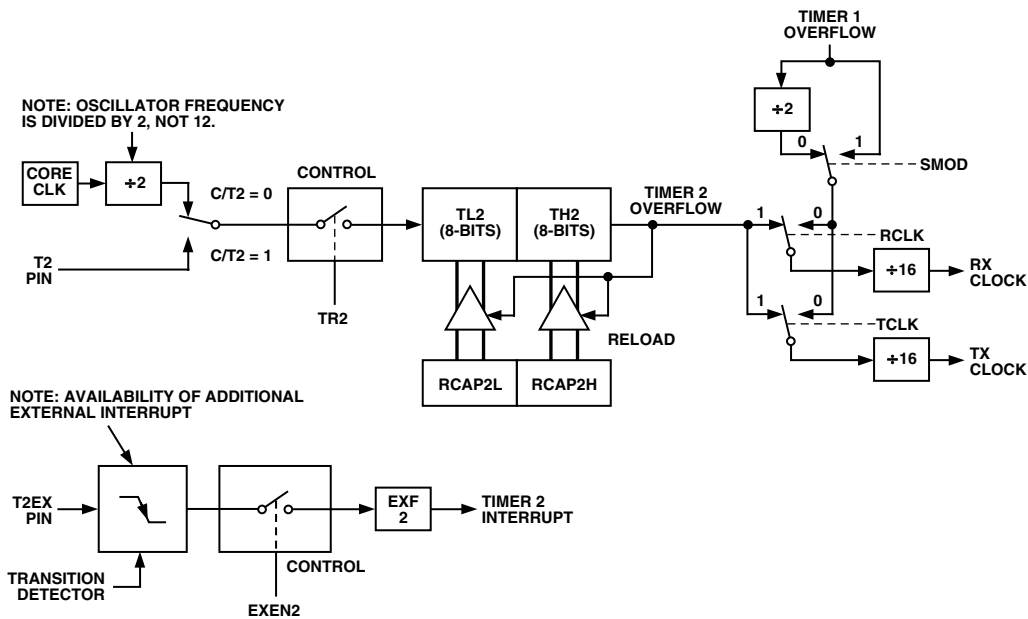 TIMER 1
OVERFLOW
NOTE: OSCILLATOR FREQUENCY
IS DIVIDED BY 2, NOT 12.
÷2
0
1
SMOD
CORE
CLK
÷2
C/T2 = 0
CONTROL
TL2
(8-BITS)
TH2
(8-BITS)
TIMER 2
OVERFLOW
1
0
RCLK
C/T2 = 1
T2
PIN
÷16
RX
CLOCK
TR2
1
0
TCLK
RELOAD
÷16
TX
CLOCK
RCAP2L
RCAP2H
NOTE: AVAILABILITY OF ADDITIONAL
EXTERNAL INTERRUPT
T2EX
PIN
EXF
2
TIMER 2
INTERRUPT
CONTROL
TRANSITION
DETECTOR
EXEN2